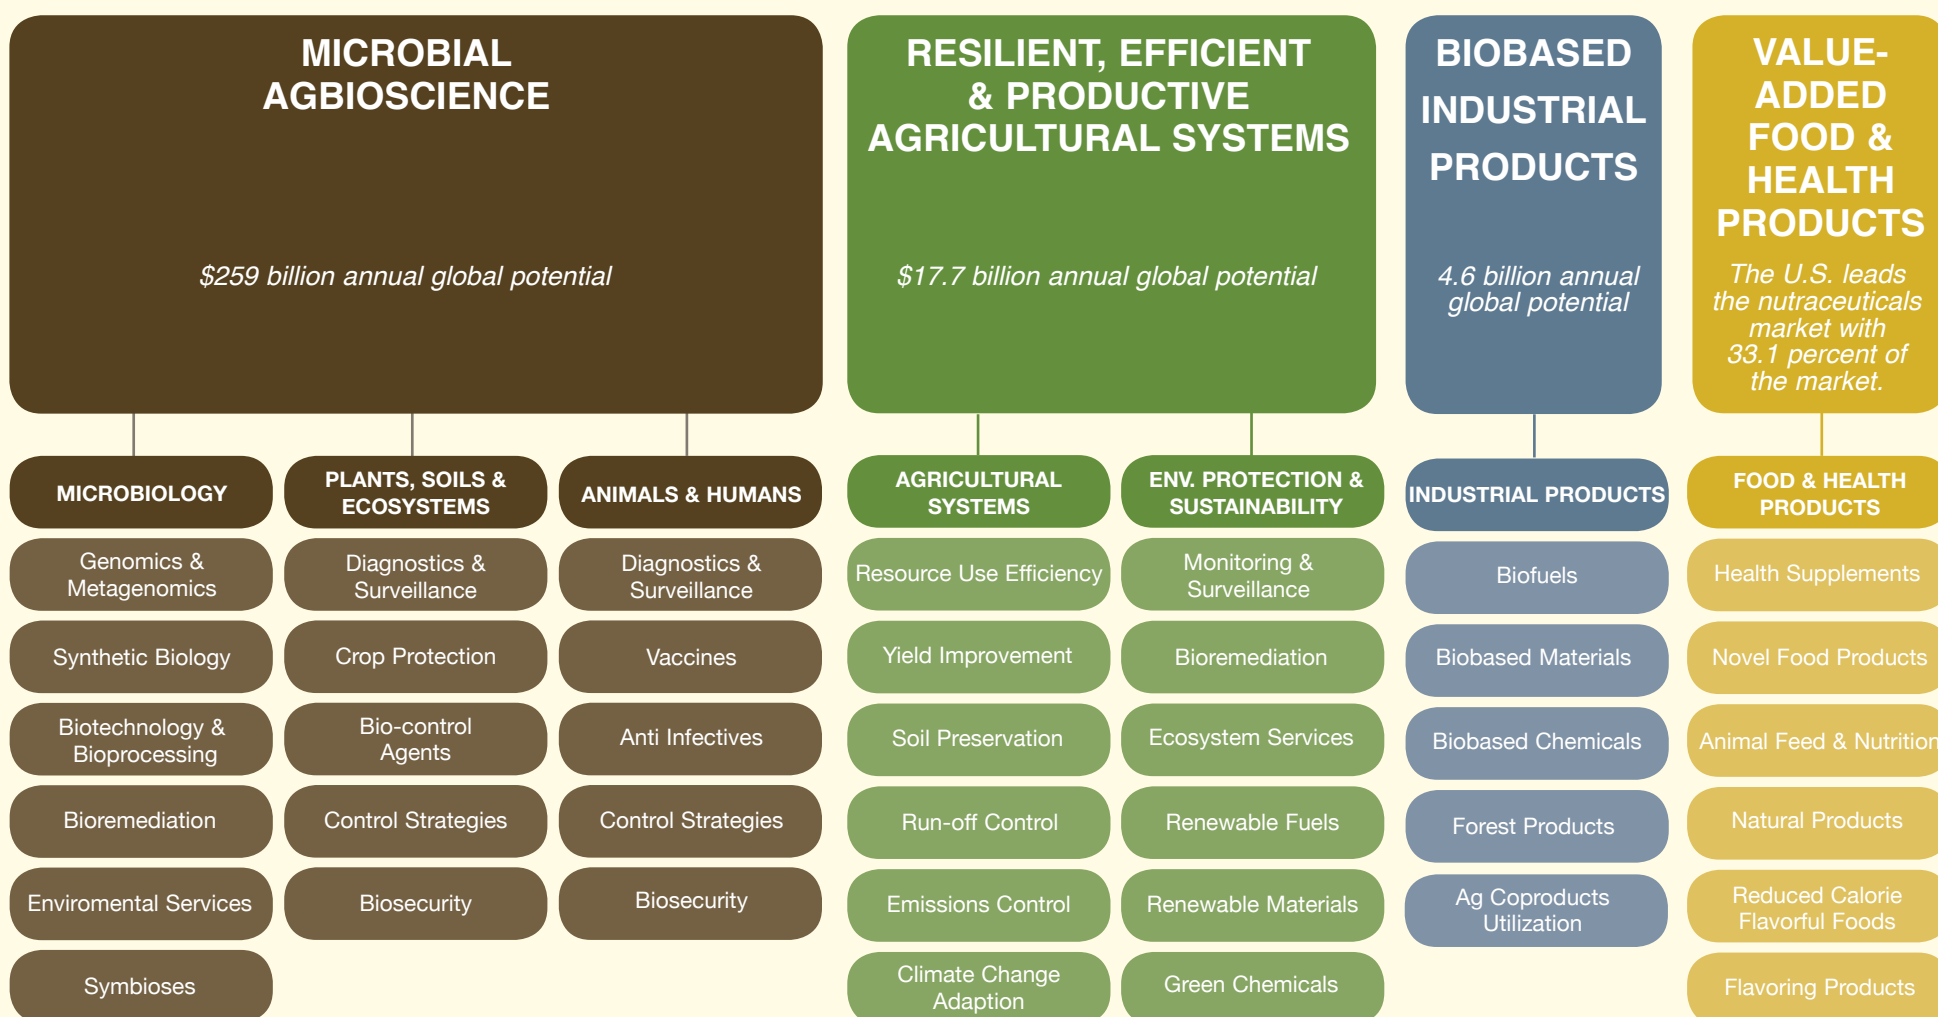 MICROBIAL
AGBIOSCIENCE
$259 billion annual global potential
RESILIENT, EFFICIENT
& PRODUCTIVE
AGRICULTURAL SYSTEMS
$17.7 billion annual global potential
BIOBASED
INDUSTRIAL
PRODUCTS
4.6 billion annual
global potential
VALUE-
ADDED
FOOD &
HEALTH
PRODUCTS
The U.S. leads
the nutraceuticals
market with
33.1 percent of
the market.
MICROBIOLOGY
Genomics &
Metagenomics
Synthetic Biology
Biotechnology &
Bioprocessing
Bioremediation
Enviromental Services
Symbioses
PLANTS, SOILS &
ECOSYSTEMS
Diagnostics &
Surveillance
Crop Protection
Bio-control
Agents
Control Strategies
Biosecurity
ANIMALS & HUMANS
Diagnostics &
Surveillance
Vaccines
Anti Infectives
Control Strategies
Biosecurity
AGRICULTURAL
SYSTEMS
Resource Use Efficiency
Yield Improvement
Soil Preservation
Run-off Control
Emissions Control
Climate Change
Adaption
ENV. PROTECTION &
SUSTAINABILITY
Monitoring &
Surveillance
Bioremediation
Ecosystem Services
Renewable Fuels
Renewable Materials
Green Chemicals
INDUSTRIAL PRODUCTS
Biofuels
Biobased Materials
Biobased Chemicals
Forest Products
Ag Coproducts
Utilization
FOOD & HEALTH
PRODUCTS
Health Supplements
Novel Food Products
Animal Feed & Nutrition
Natural Products
Reduced Calorie
Flavorful Foods
Flavoring Products